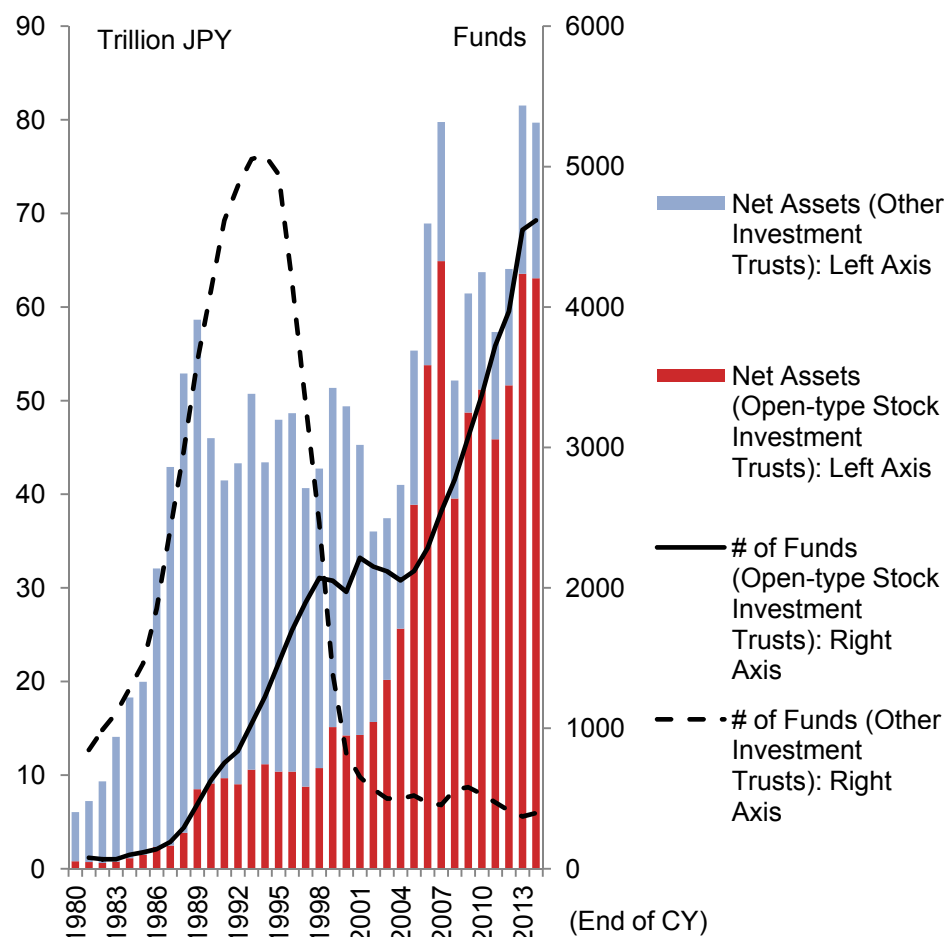 90
80
70
60
50
40
30
20
10
0
Trillion JPY
Funds
6000
5000
4000
3000
2000
1000
0
1980
1983
1986
1989
1992
1995
1998
2001
2004
2007
2010
2013
(End of CY)
Net Assets (Other
Investment
Trusts): Left Axis
Net Assets
(Open-type Stock
Investment
Trusts): Left Axis
# of Funds
(Open-type Stock
Investment
Trusts): Right
Axis
# of Funds (Other
Investment
Trusts): Right
Axis